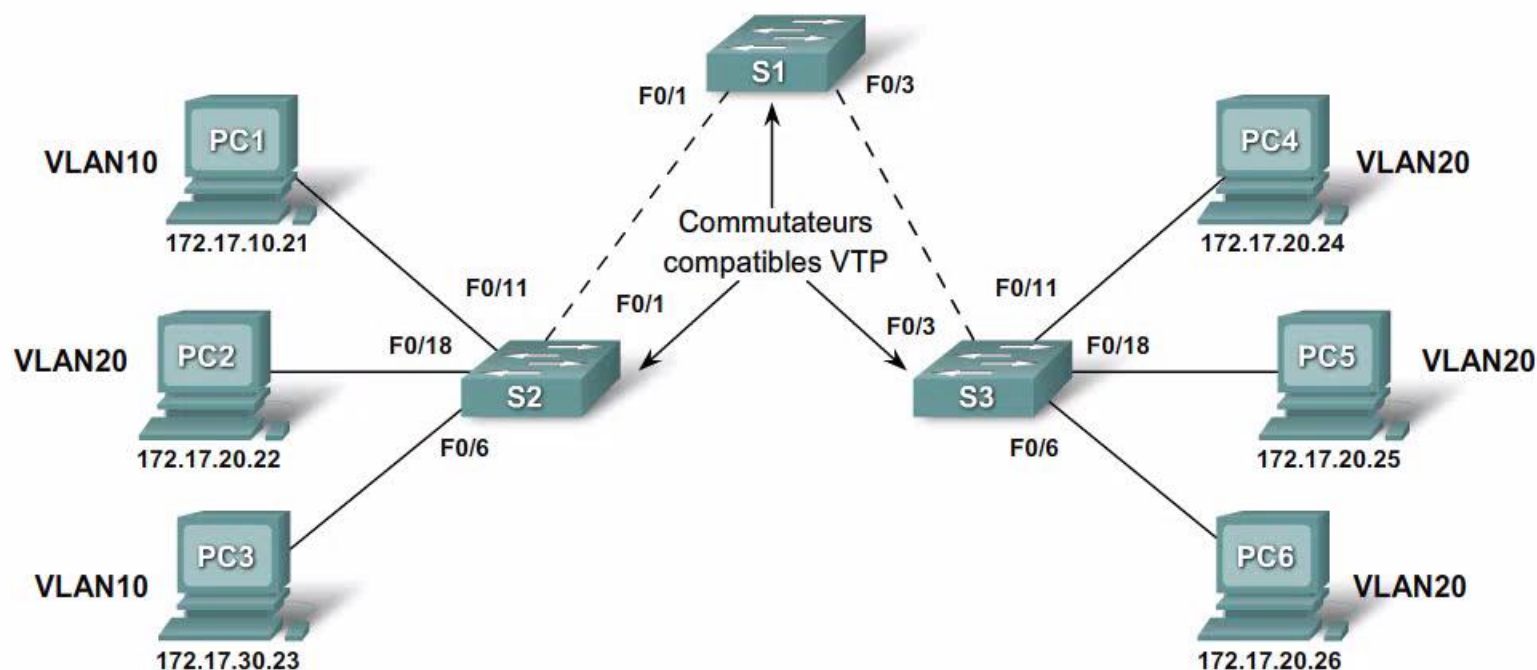 S1
F0/1
F0/3
PC1
VLAN10
172.17.10.21
PC4
VLAN20
172.17.20.24
Commutateurs
compatibles VTP
F0/11
F0/1
F0/11
F0/3
PC2
VLAN20
172.17.20.22
F0/18
S2
F0/6
F0/18
S3
F0/6
PC5
VLAN20
172.17.20.25
PC3
VLAN10
172.17.30.23
PC6
VLAN20
172.17.20.26